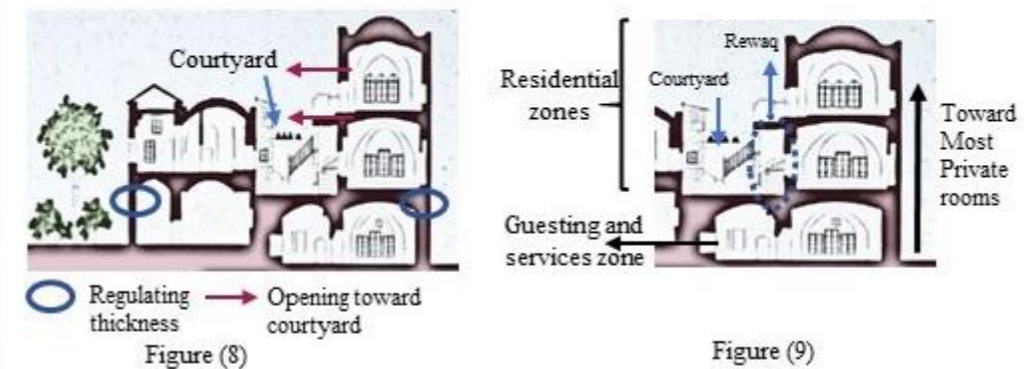 Courtyard
Regulating
thickness
Opening toward
courtyard
Figure (8)
Rewaq
Courtyard
Residential
zones
Guesting and
services zone
Toward
Most
Private
rooms
Figure (9)